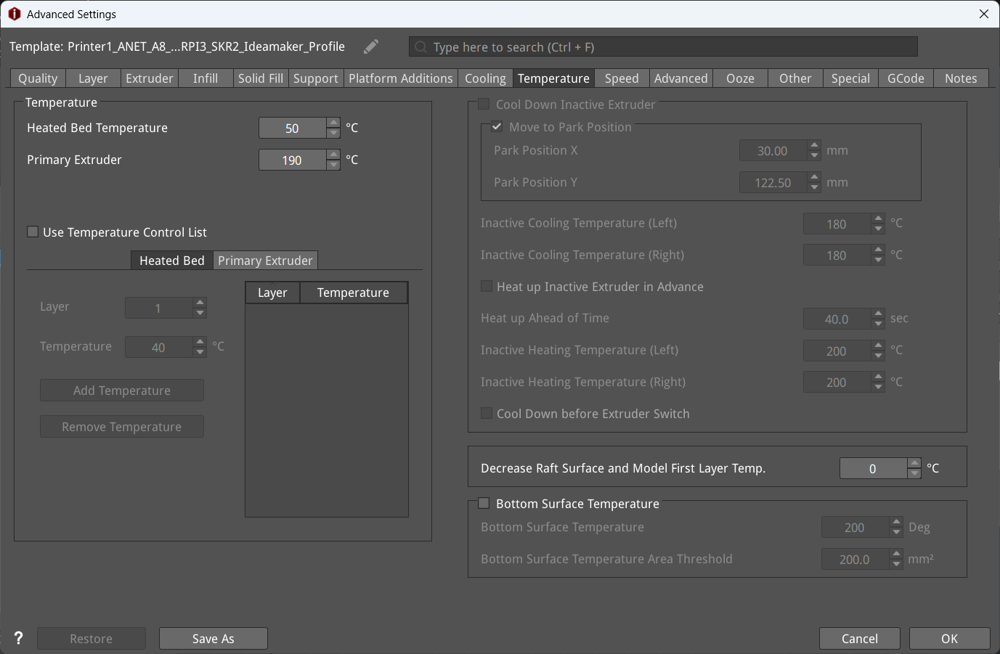 Advanced Settings
Template: Printer1_ANET_A8_...RPI3_SKR2_Ideamaker_Profile
Type here to search (Ctrl + F)
Quality Layer Extruder Infill Solid Fill Support Platform Additions Cooling Temperature Speed Advanced Ooze Other Special GCode Notes
Temperature
Heated Bed Temperature 50 °C
Primary Extruder 190 °C
Use Temperature Control List
Heated Bed Primary Extruder
Layer 1
Temperature 40 °C
Add Temperature
Remove Temperature
Layer Temperature
Cool Down Inactive Extruder
Move to Park Position
Park Position X 30.00 mm
Park Position Y 122.50 mm
Inactive Cooling Temperature (Left) 180 °C
Inactive Cooling Temperature (Right) 180 °C
Heat up Inactive Extruder in Advance
Heat up Ahead of Time 40.0 sec
Inactive Heating Temperature (Left) 200 °C
Inactive Heating Temperature (Right) 200 °C
Cool Down before Extruder Switch
Decrease Raft Surface and Model First Layer Temp. 0 °C
Bottom Surface Temperature
Bottom Surface Temperature 200 Deg
Bottom Surface Temperature Area Threshold 200.0 mm²
? Restore Save As Cancel OK